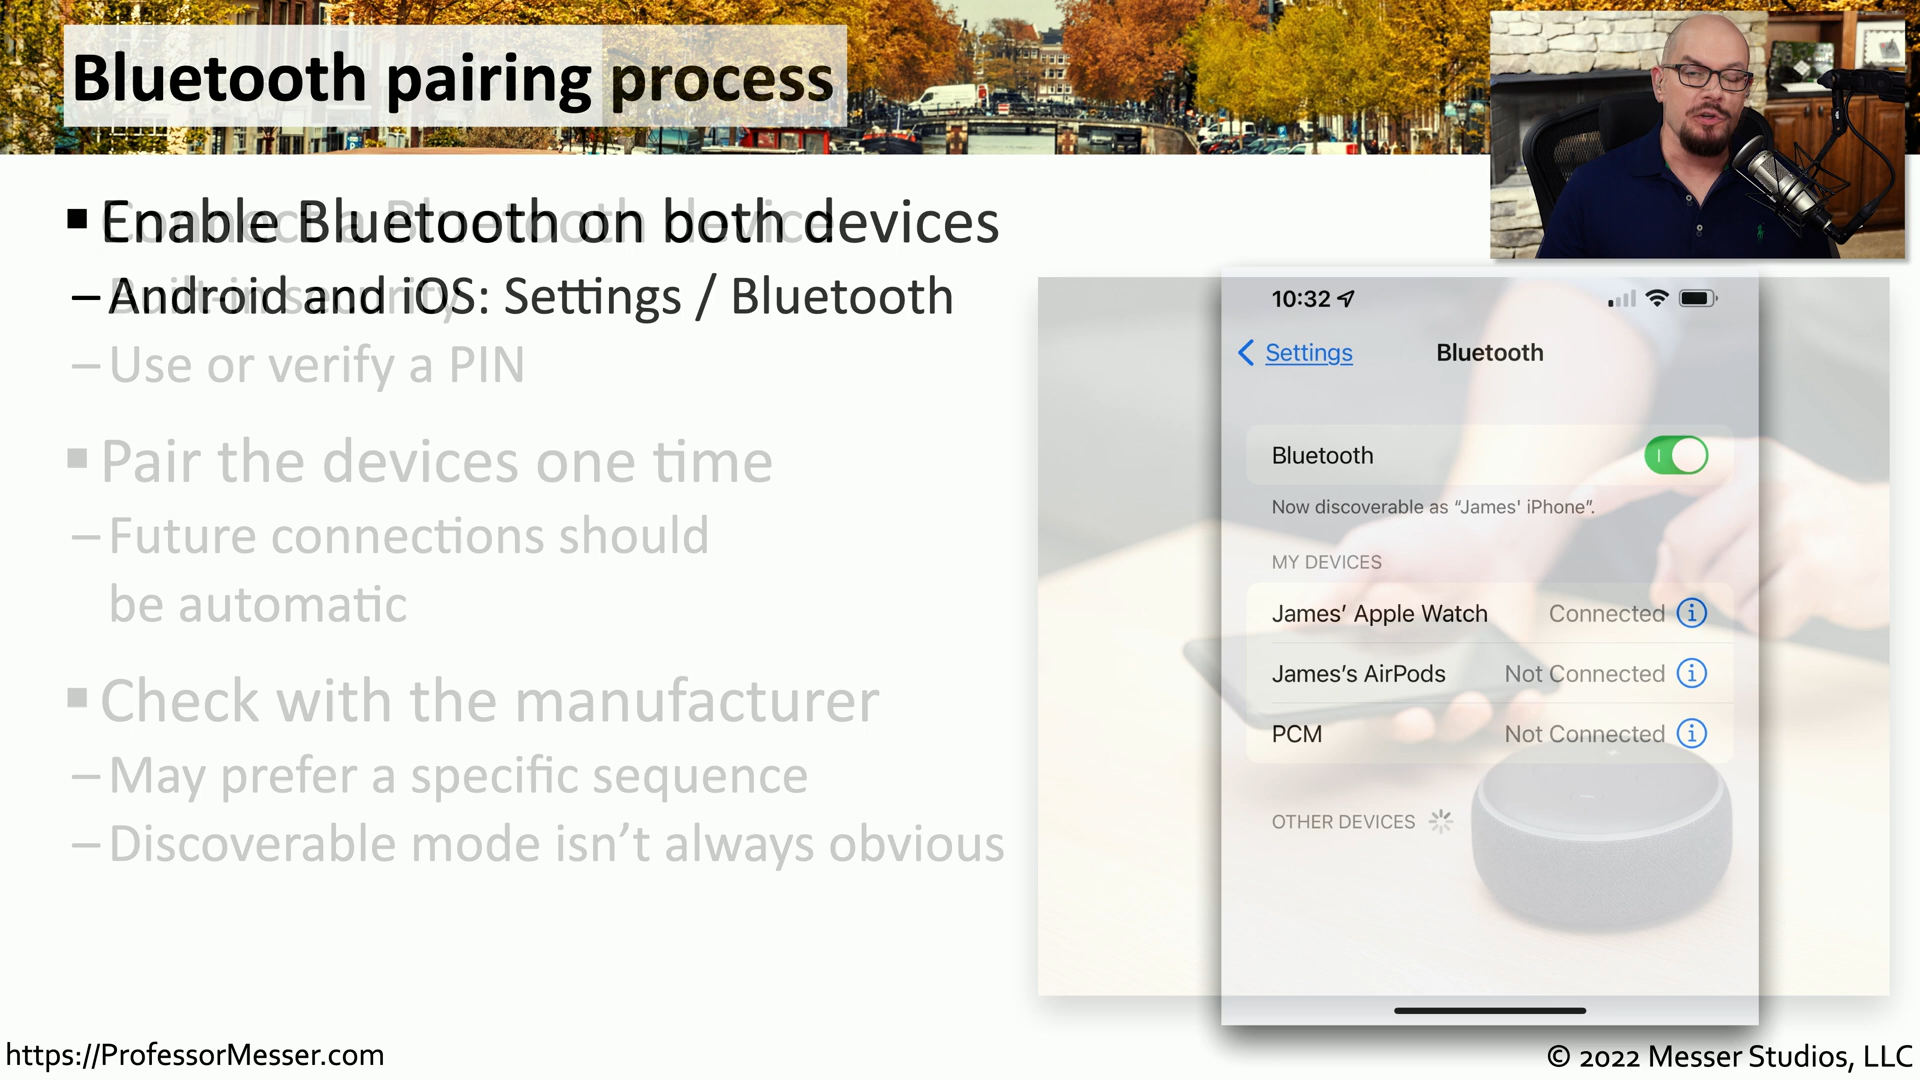 Bluetooth pairing process
▪ Enable Bluetooth on both devices
– Android and iOS: Settings / Bluetooth
– Use or verify a PIN
▪ Pair the devices one time
– Future connections should
be automatic
▪ Check with the manufacturer
– May prefer a specific sequence
– Discoverable mode isn’t always obvious
10:32
Settings
Bluetooth
Bluetooth
Now discoverable as “James' iPhone”.
MY DEVICES
James’ Apple Watch Connected
James’s AirPods Not Connected
PCM Not Connected
OTHER DEVICES
https://ProfessorMesser.com
© 2022 Messer Studios, LLC